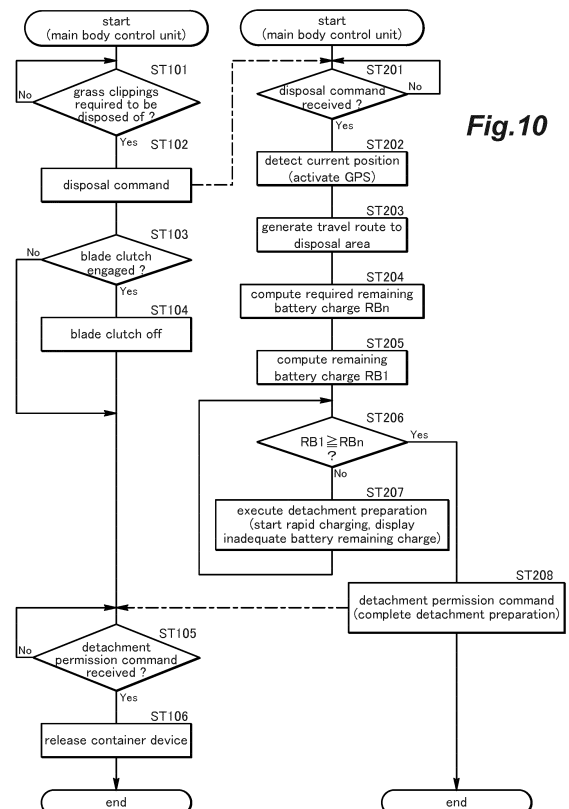 start
(main body control unit)
ST101
grass clippings
required to be
disposed of ?
No
Yes
ST102
disposal command
ST103
No
blade clutch
engaged ?
Yes
ST104
blade clutch off
ST105
detachment
permission command
received ?
No
Yes
ST106
release container device
end
start
(main body control unit)
ST201
disposal command
received ?
No
Yes
ST202
detect current position
(activate GPS)
ST203
generate travel route to
disposal area
ST204
compute required remaining
battery charge RBn
ST205
compute remaining
battery charge RB1
ST206
RB1≧RBn
?
Yes
No
ST207
execute detachment preparation
(start rapid charging, display
inadequate battery remaining charge)
ST208
detachment permission command
(complete detachment preparation)
end
Fig.10